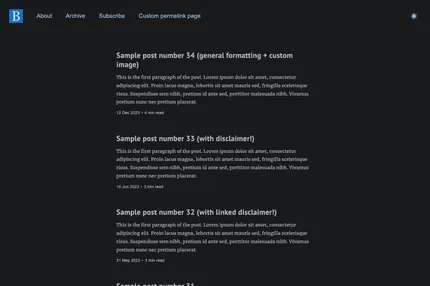 B
About
Archive
Subscribe
Custom permalink page
Sample post number 34 (general formatting + custom
image)
This is the first paragraph of the post. Lorem ipsum dolor sit amet, consectetur
adipiscing elit. Proin lacus magna, lobortis sit amet mauris sed, fringilla scelerisque
risus. Suspendisse sem nibh, pretium id ante sed, porttitor malesuada nibh. Vivamus
pretium nunc nec pretium placerat.
12 Dec 2023 • 4 min read
Sample post number 33 (with disclaimer!)
This is the first paragraph of the post. Lorem ipsum dolor sit amet, consectetur
adipiscing elit. Proin lacus magna, lobortis sit amet mauris sed, fringilla scelerisque
risus. Suspendisse sem nibh, pretium id ante sed, porttitor malesuada nibh. Vivamus
pretium nunc nec pretium placerat.
10 Jun 2023 • 3 min read
Sample post number 32 (with linked disclaimer!)
This is the first paragraph of the post. Lorem ipsum dolor sit amet, consectetur
adipiscing elit. Proin lacus magna, lobortis sit amet mauris sed, fringilla scelerisque
risus. Suspendisse sem nibh, pretium id ante sed, porttitor malesuada nibh. Vivamus
pretium nunc nec pretium placerat.
31 May 2023 • 3 min read
Sample post number 31